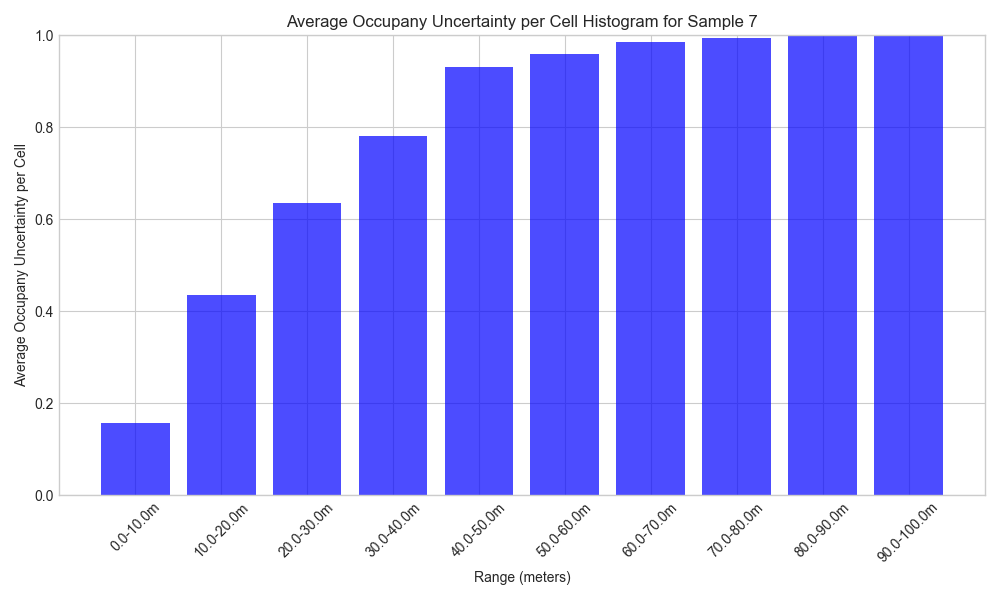 Average Occupany Uncertainty per Cell Histogram for Sample 7
Average Occupany Uncertainty per Cell
1.0
0.8
0.6
0.4
0.2
0.0
0.0-10.0m
10.0-20.0m
20.0-30.0m
30.0-40.0m
40.0-50.0m
50.0-60.0m
60.0-70.0m
70.0-80.0m
80.0-90.0m
90.0-100.0m
Range (meters)